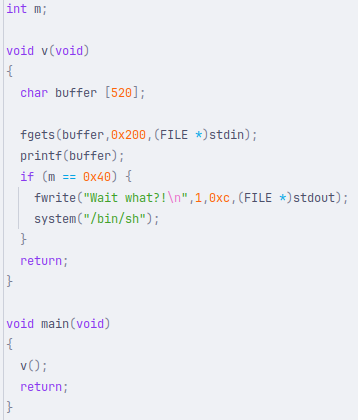 int m;
void v(void)
{
char buffer [520];
fgets(buffer,0x200,(FILE *)stdin);
printf(buffer);
if (m == 0x40) {
fwrite("Wait what?!\n",1,0xc,(FILE *)stdout);
system("/bin/sh");
}
return;
}
void main(void)
{
v();
return;
}